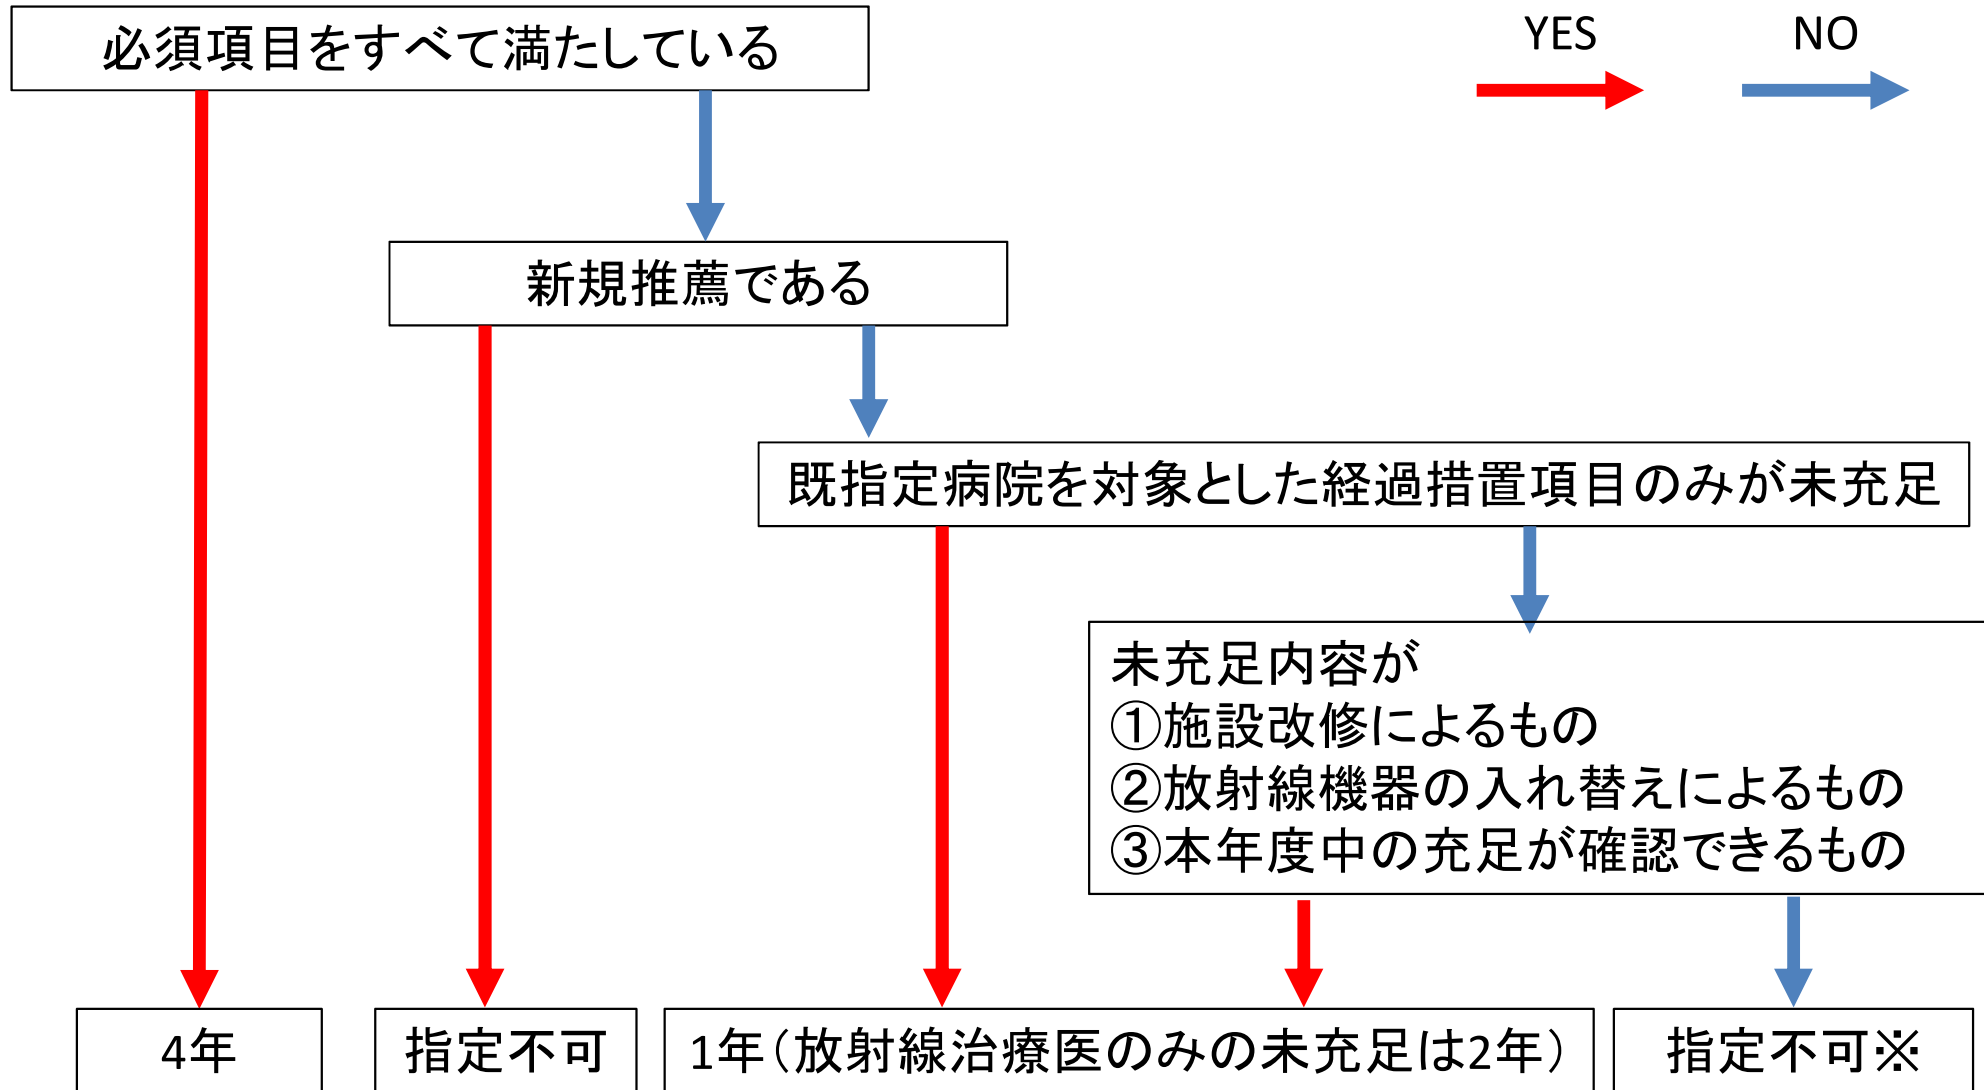 必須項目をすべて満たしている
YES
NO
新規推薦である
既指定病院を対象とした経過措置項目のみが未充足
未充足内容が
①施設改修によるもの
②放射線機器の入れ替えによるもの
③本年度中の充足が確認できるもの
4年
指定不可
1年（放射線治療医のみの未充足は2年）
指定不可※